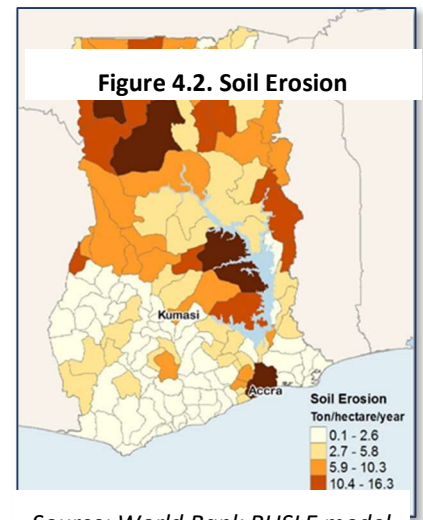 Figure 4.2. Soil Erosion
Kumasi
Accra
Soil Erosion
Ton/hectare/year
0.1 - 2.6
2.7 - 5.8
5.9 - 10.3
10.4 - 16.3
Source: World Bank RUSLE model